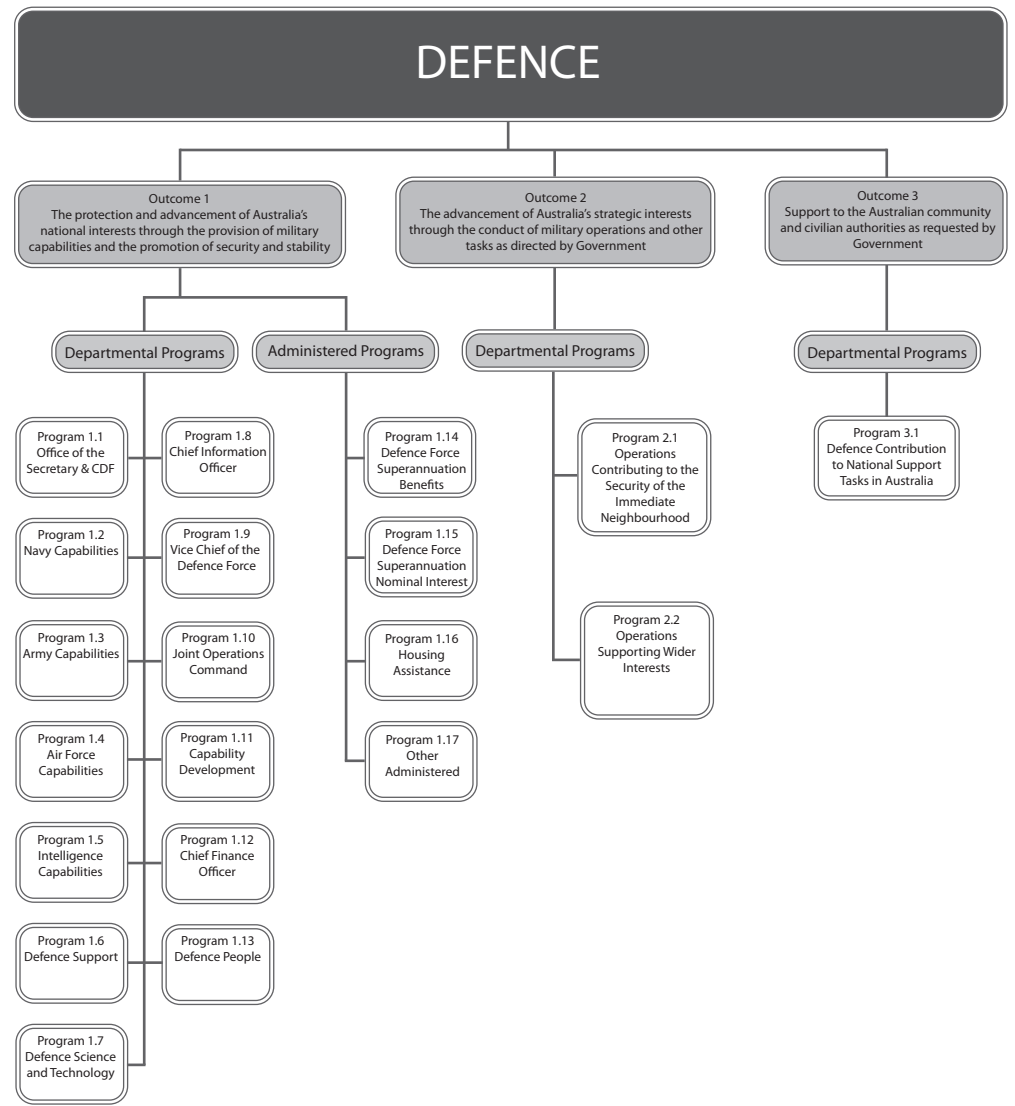 DEFENCE
Outcome 1
The protection and advancement of Australia's
national interests through the provision of military
capabilities and the promotion of security and stability
Outcome 2
The advancement of Australia's strategic interests
through the conduct of military operations and other
tasks as directed by Government
Outcome 3
Support to the Australian community
and civilian authorities as requested by
Government
Departmental Programs
Administered Programs
Departmental Programs
Departmental Programs
Program 1.1
Office of the
Secretary & CDF
Program 1.2
Navy Capabilities
Program 1.3
Army Capabilities
Program 1.4
Air Force
Capabilities
Program 1.5
Intelligence
Capabilities
Program 1.6
Defence Support
Program 1.7
Defence Science
and Technology
Program 1.8
Chief Information
Officer
Program 1.9
Vice Chief of the
Defence Force
Program 1.10
Joint Operations
Command
Program 1.11
Capability
Development
Program 1.12
Chief Finance
Officer
Program 1.13
Defence People
Program 1.14
Defence Force
Superannuation
Benefits
Program 1.15
Defence Force
Superannuation
Nominal Interest
Program 1.16
Housing
Assistance
Program 1.17
Other
Administered
Program 2.1
Operations
Contributing to the
Security of the
Immediate
Neighbourhood
Program 2.2
Operations
Supporting Wider
Interests
Program 3.1
Defence Contribution
to National Support
Tasks in Australia